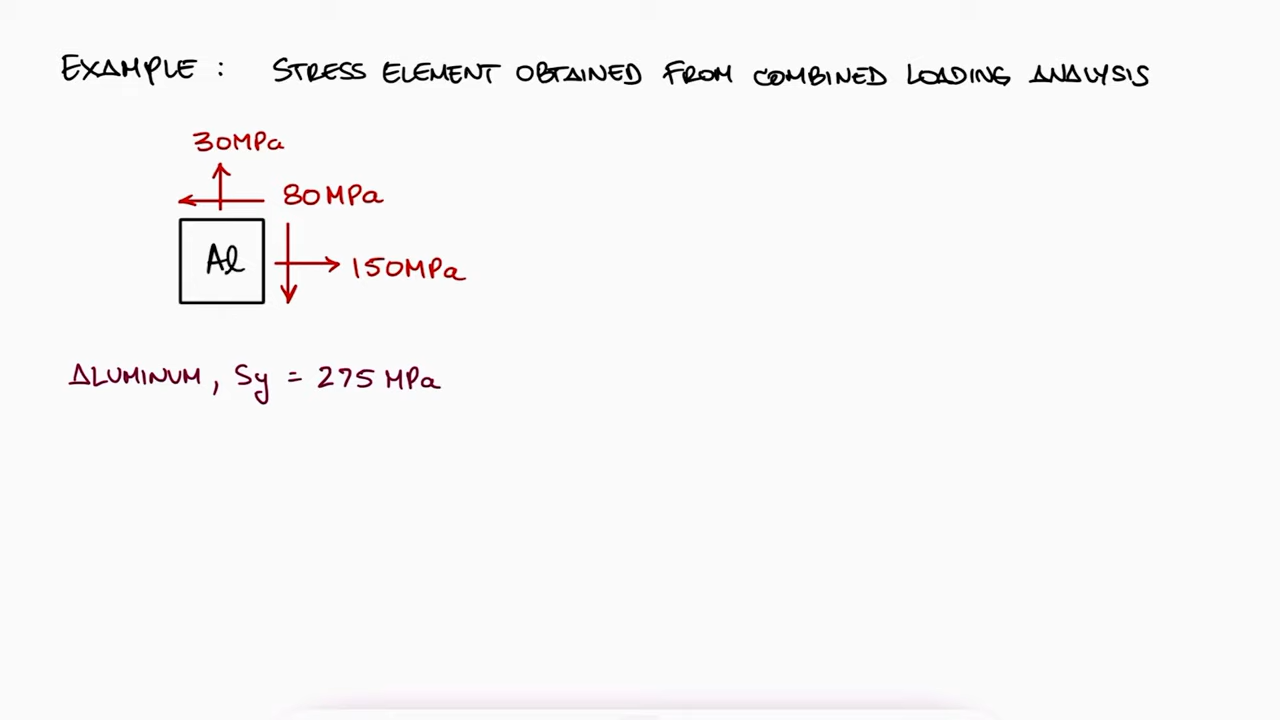 EXAMPLE : STRESS ELEMENT OBTAINED FROM COMBINED LOADING ANALYSIS
30MPa
80MPa
Al
150MPa
ALUMINUM, Sy = 275 MPa